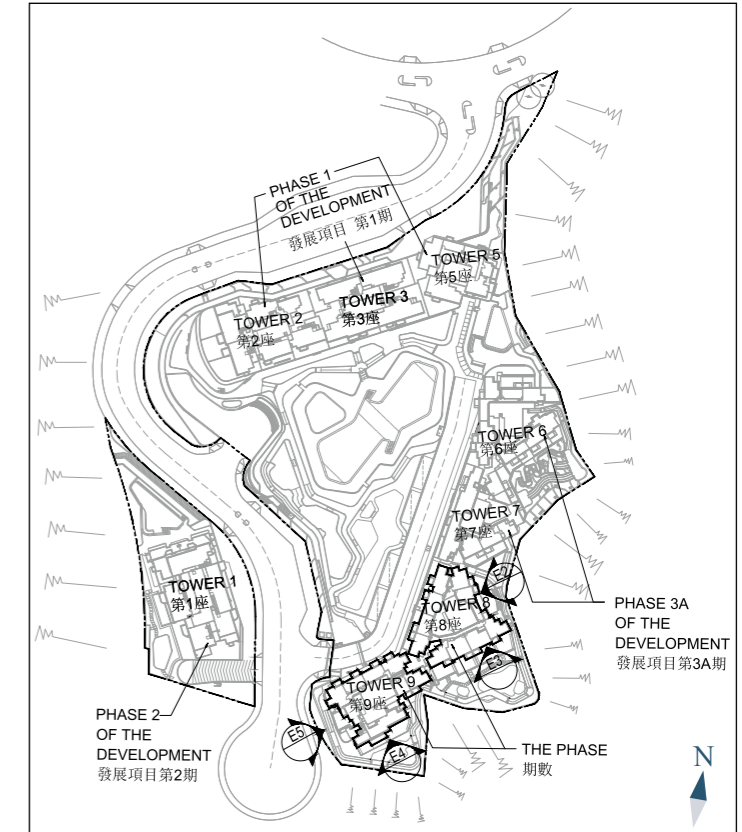 PHASE 1
OF THE
DEVELOPMENT
發展項目 第1期
TOWER 5
第5座
TOWER 3
第3座
TOWER 2
第2座
TOWER 6
第6座
TOWER 7
第7座
TOWER 1
第1座
E2
TOWER 8
第8座
PHASE 3A
OF THE
DEVELOPMENT
發展項目第3A期
E3
TOWER 9
第9座
PHASE 2
OF THE
DEVELOPMENT
發展項目第2期
E5
E4
THE PHASE
期數
N